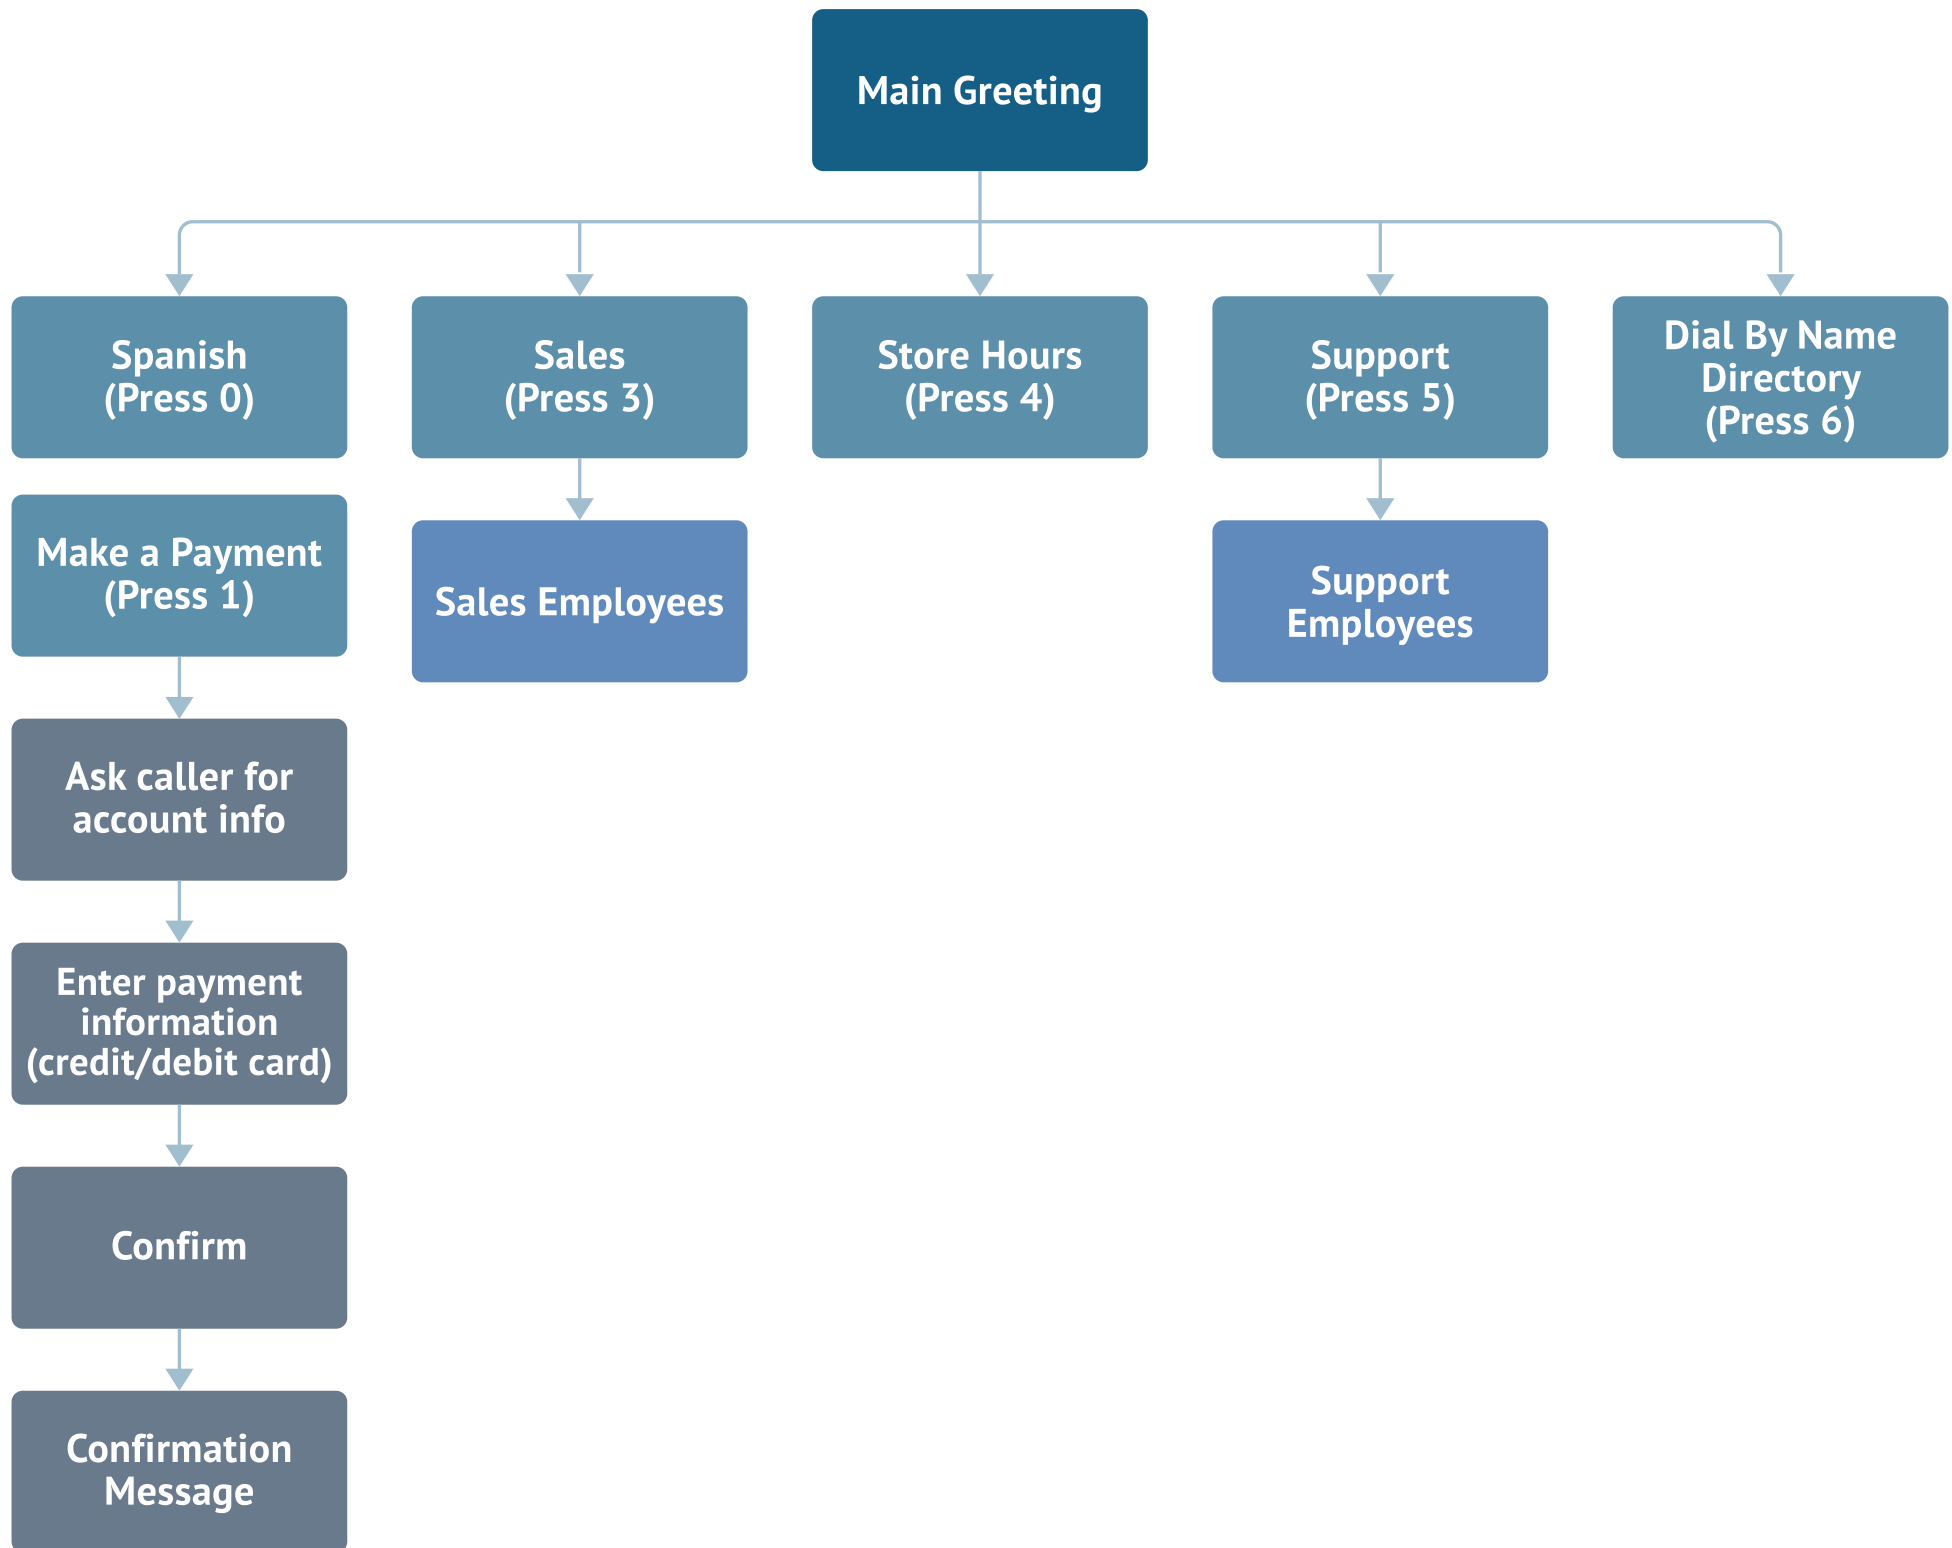 Main Greeting
Spanish
(Press 0)
Sales
(Press 3)
Store Hours
(Press 4)
Support
(Press 5)
Dial By Name
Directory
(Press 6)
Make a Payment
(Press 1)
Sales Employees
Support
Employees
Ask caller for
account info
Enter payment
information
(credit/debit card)
Confirm
Confirmation
Message